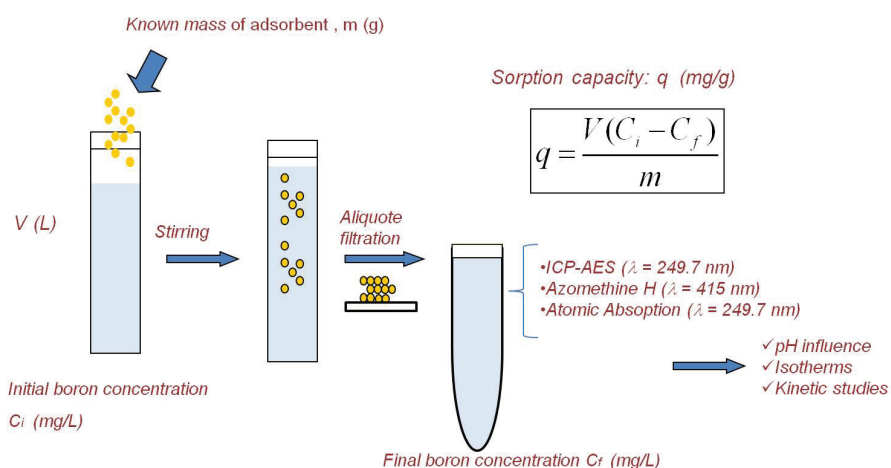 Known mass of adsorbent , m (g)
Sorption capacity: q (mg/g)
q = V(Ci − Cf) / m
V (L)
Stirring
Aliquote
filtration
•ICP-AES (λ = 249.7 nm)
•Azomethine H (λ = 415 nm)
•Atomic Absoption (λ = 249.7 nm)
✓pH influence
✓Isotherms
✓Kinetic studies
Initial boron concentration
Ci (mg/L)
Final boron concentration Cf (mg/L)